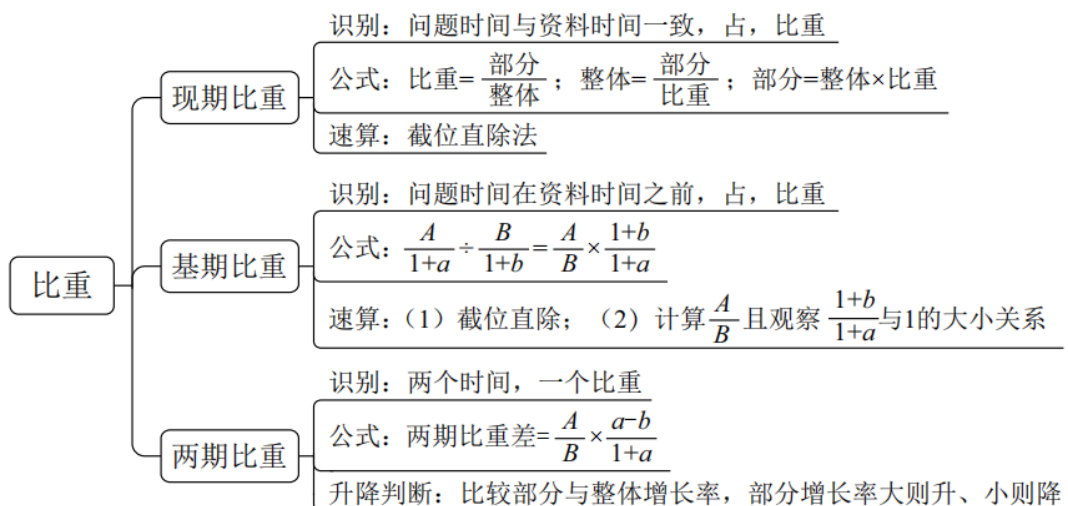 比重
现期比重
识别：问题时间与资料时间一致，占，比重
公式：比重=部分/整体；整体=部分/比重；部分=整体×比重
速算：截位直除法
基期比重
识别：问题时间在资料时间之前，占，比重
公式：A/(1+a)÷B/(1+b)=A/B×(1+b)/(1+a)
速算：（1）截位直除；（2）计算A/B且观察(1+b)/(1+a)与1的大小关系
两期比重
识别：两个时间，一个比重
公式：两期比重差=A/B×(a-b)/(1+a)
升降判断：比较部分与整体增长率，部分增长率大则升、小则降